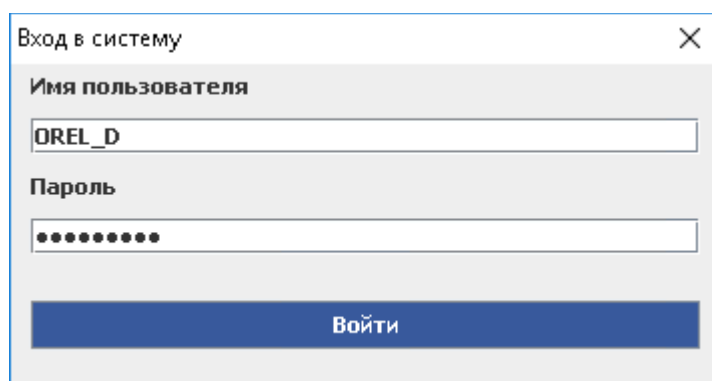 Вход в систему
Имя пользователя
OREL_D
Пароль
•••••••••
Войти